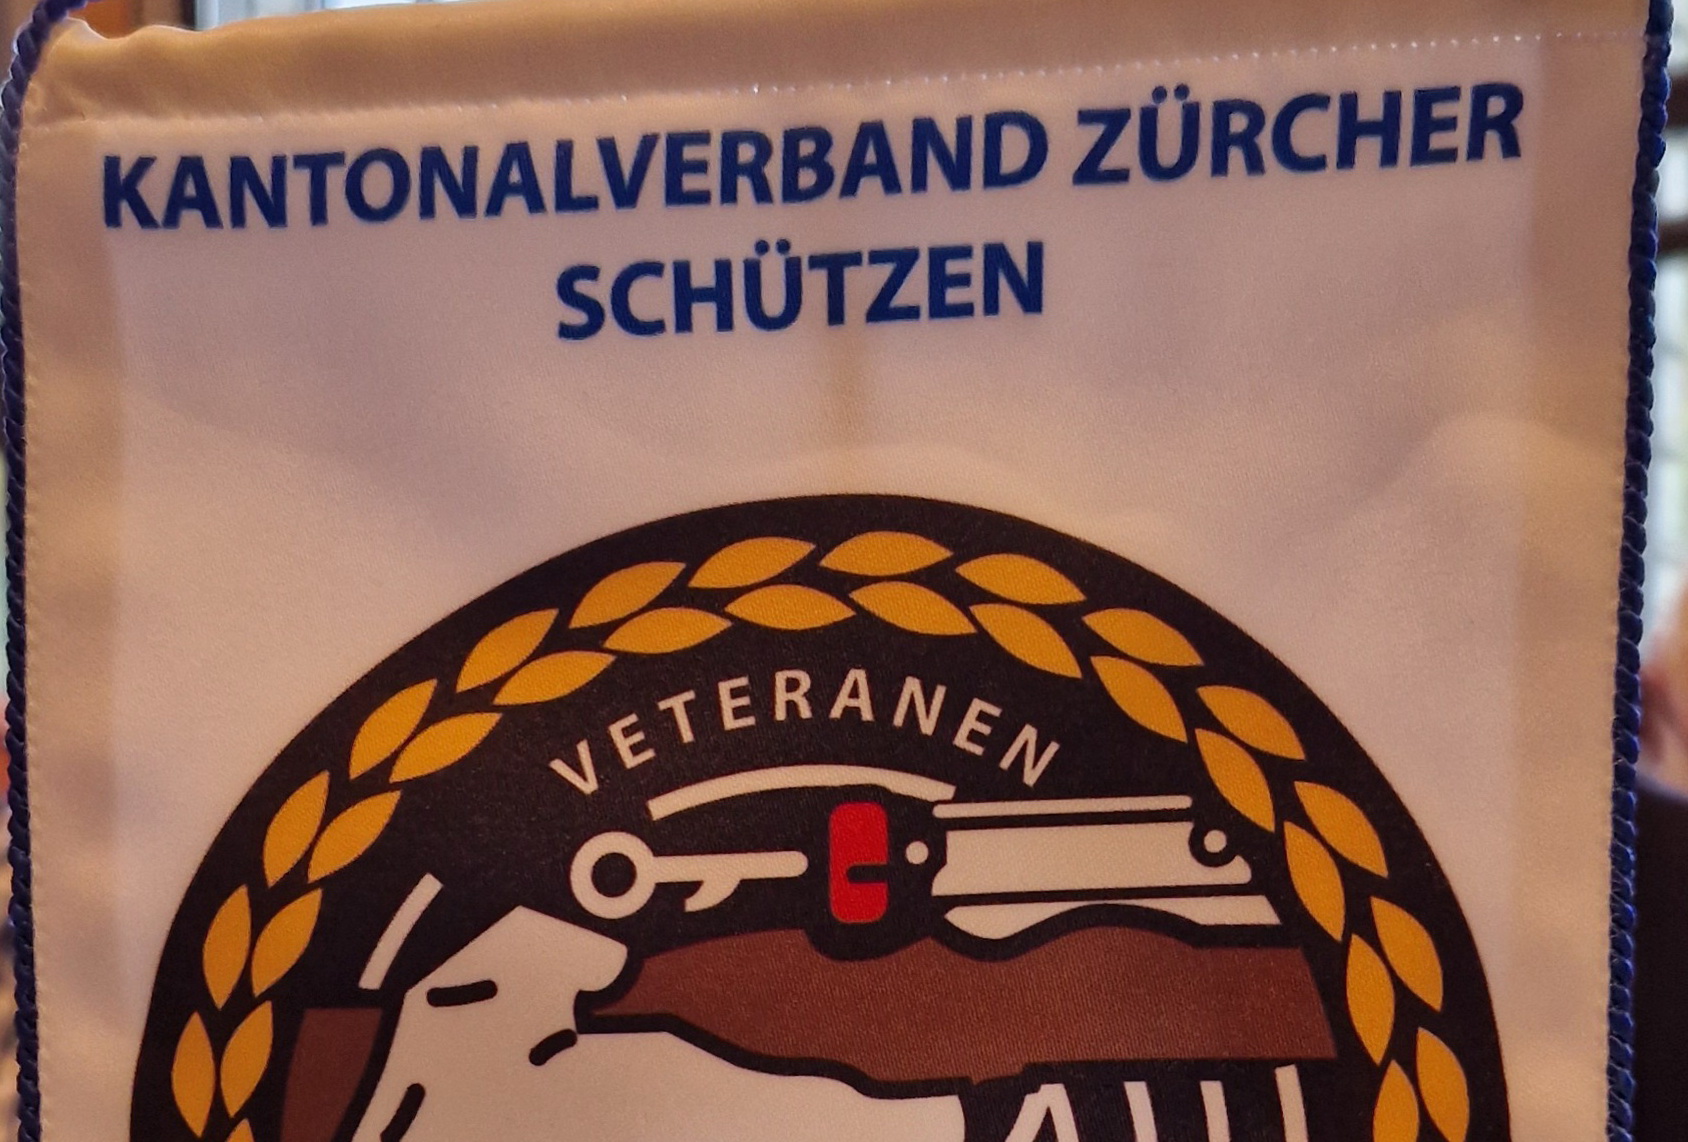 KANTONALVERBAND ZÜRCHER
SCHÜTZEN
VETERANEN